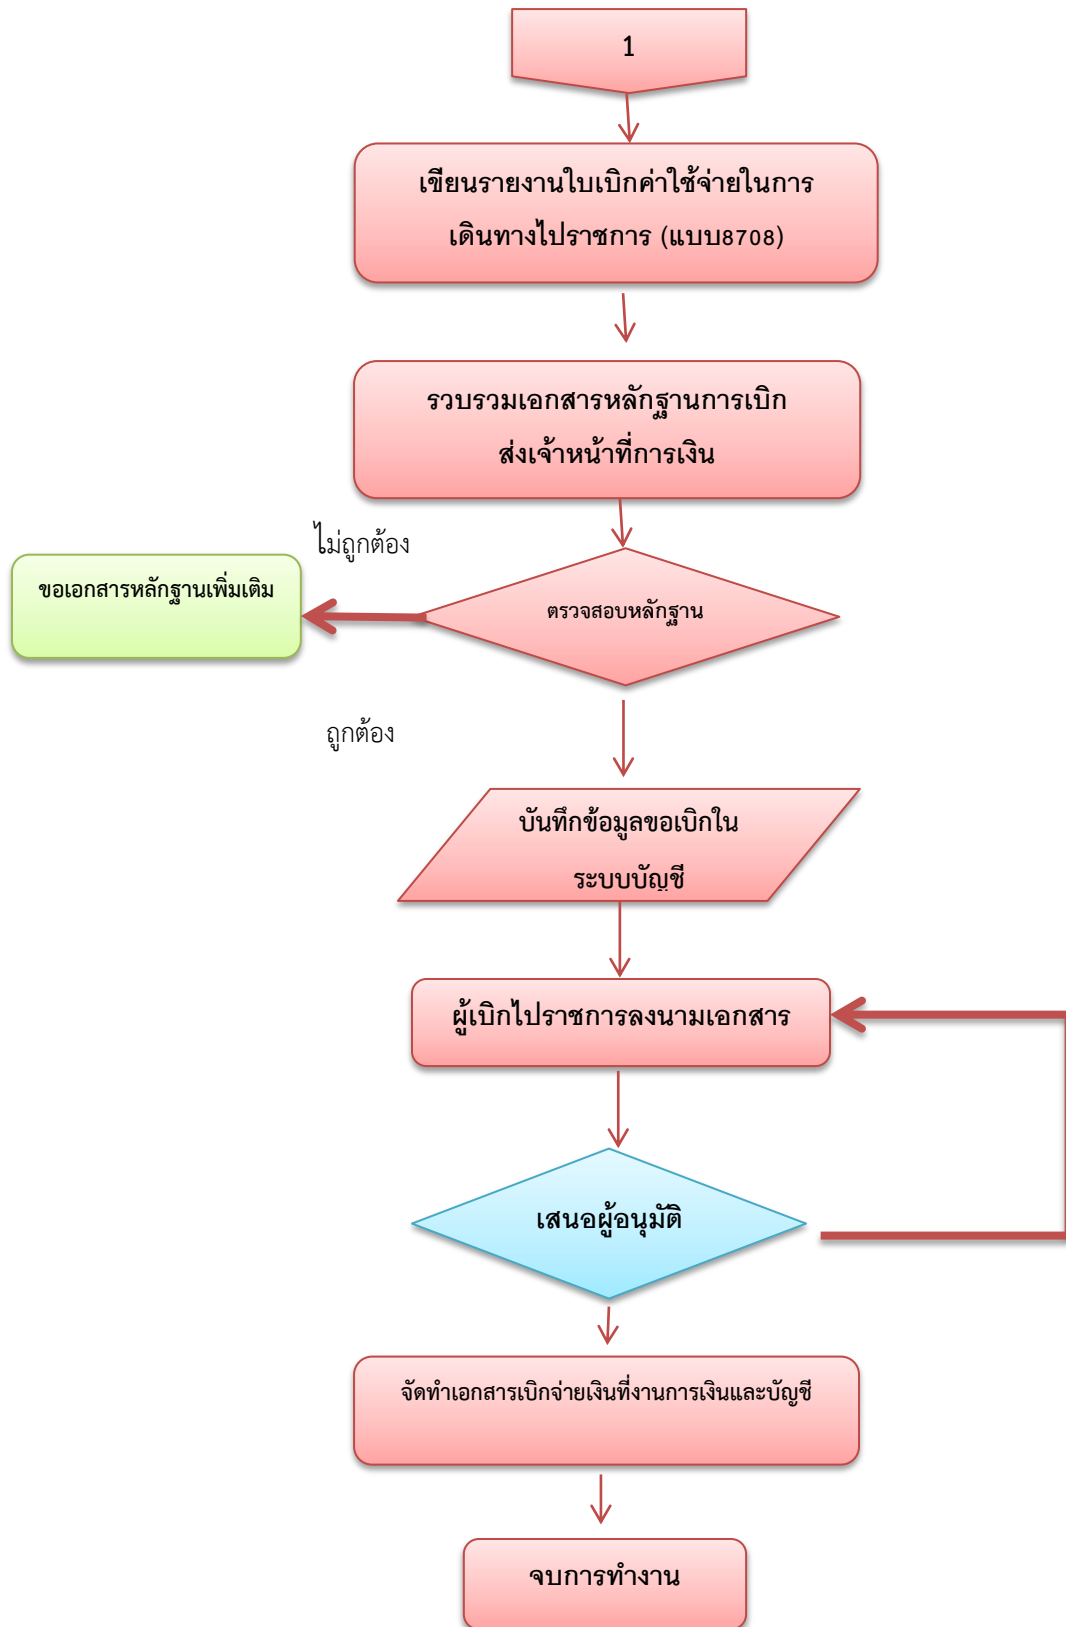 1
เขียนรายงานใบเบิกค่าใช้จ่ายในการ
เดินทางไปราชการ (แบบ8708)
รวบรวมเอกสารหลักฐานการเบิก
ส่งเจ้าหน้าที่การเงิน
ไม่ถูกต้อง
ขอเอกสารหลักฐานเพิ่มเติม
ตรวจสอบหลักฐาน
ถูกต้อง
บันทึกข้อมูลขอเบิกใน
ระบบบัญชี
ผู้เบิกไปราชการลงนามเอกสาร
เสนอผู้อนุมัติ
จัดทำเอกสารเบิกจ่ายเงินที่งานการเงินและบัญชี
จบการทำงาน